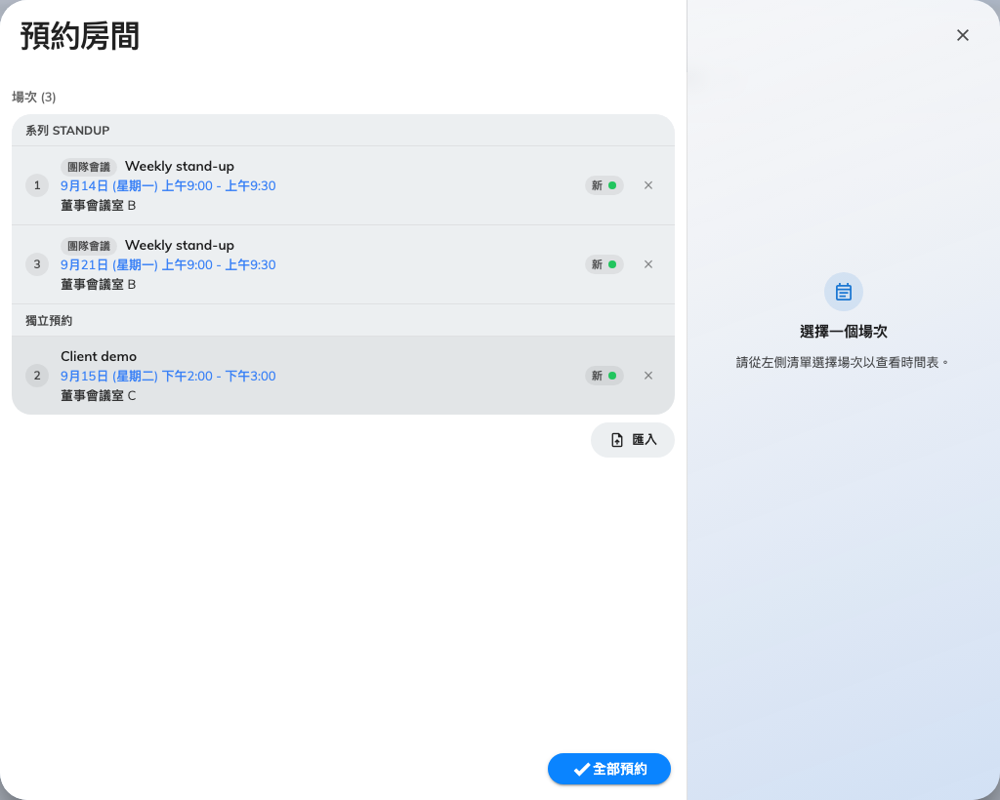 預約房間
場次 (3)
系列 STANDUP
1
團隊會議 Weekly stand-up
9月14日 (星期一) 上午9:00 - 上午9:30
董事會議室 B
新
3
團隊會議 Weekly stand-up
9月21日 (星期一) 上午9:00 - 上午9:30
董事會議室 B
新
獨立預約
2
Client demo
9月15日 (星期二) 下午2:00 - 下午3:00
董事會議室 C
新
匯入
全部預約
選擇一個場次
請從左側清單選擇場次以查看時間表。